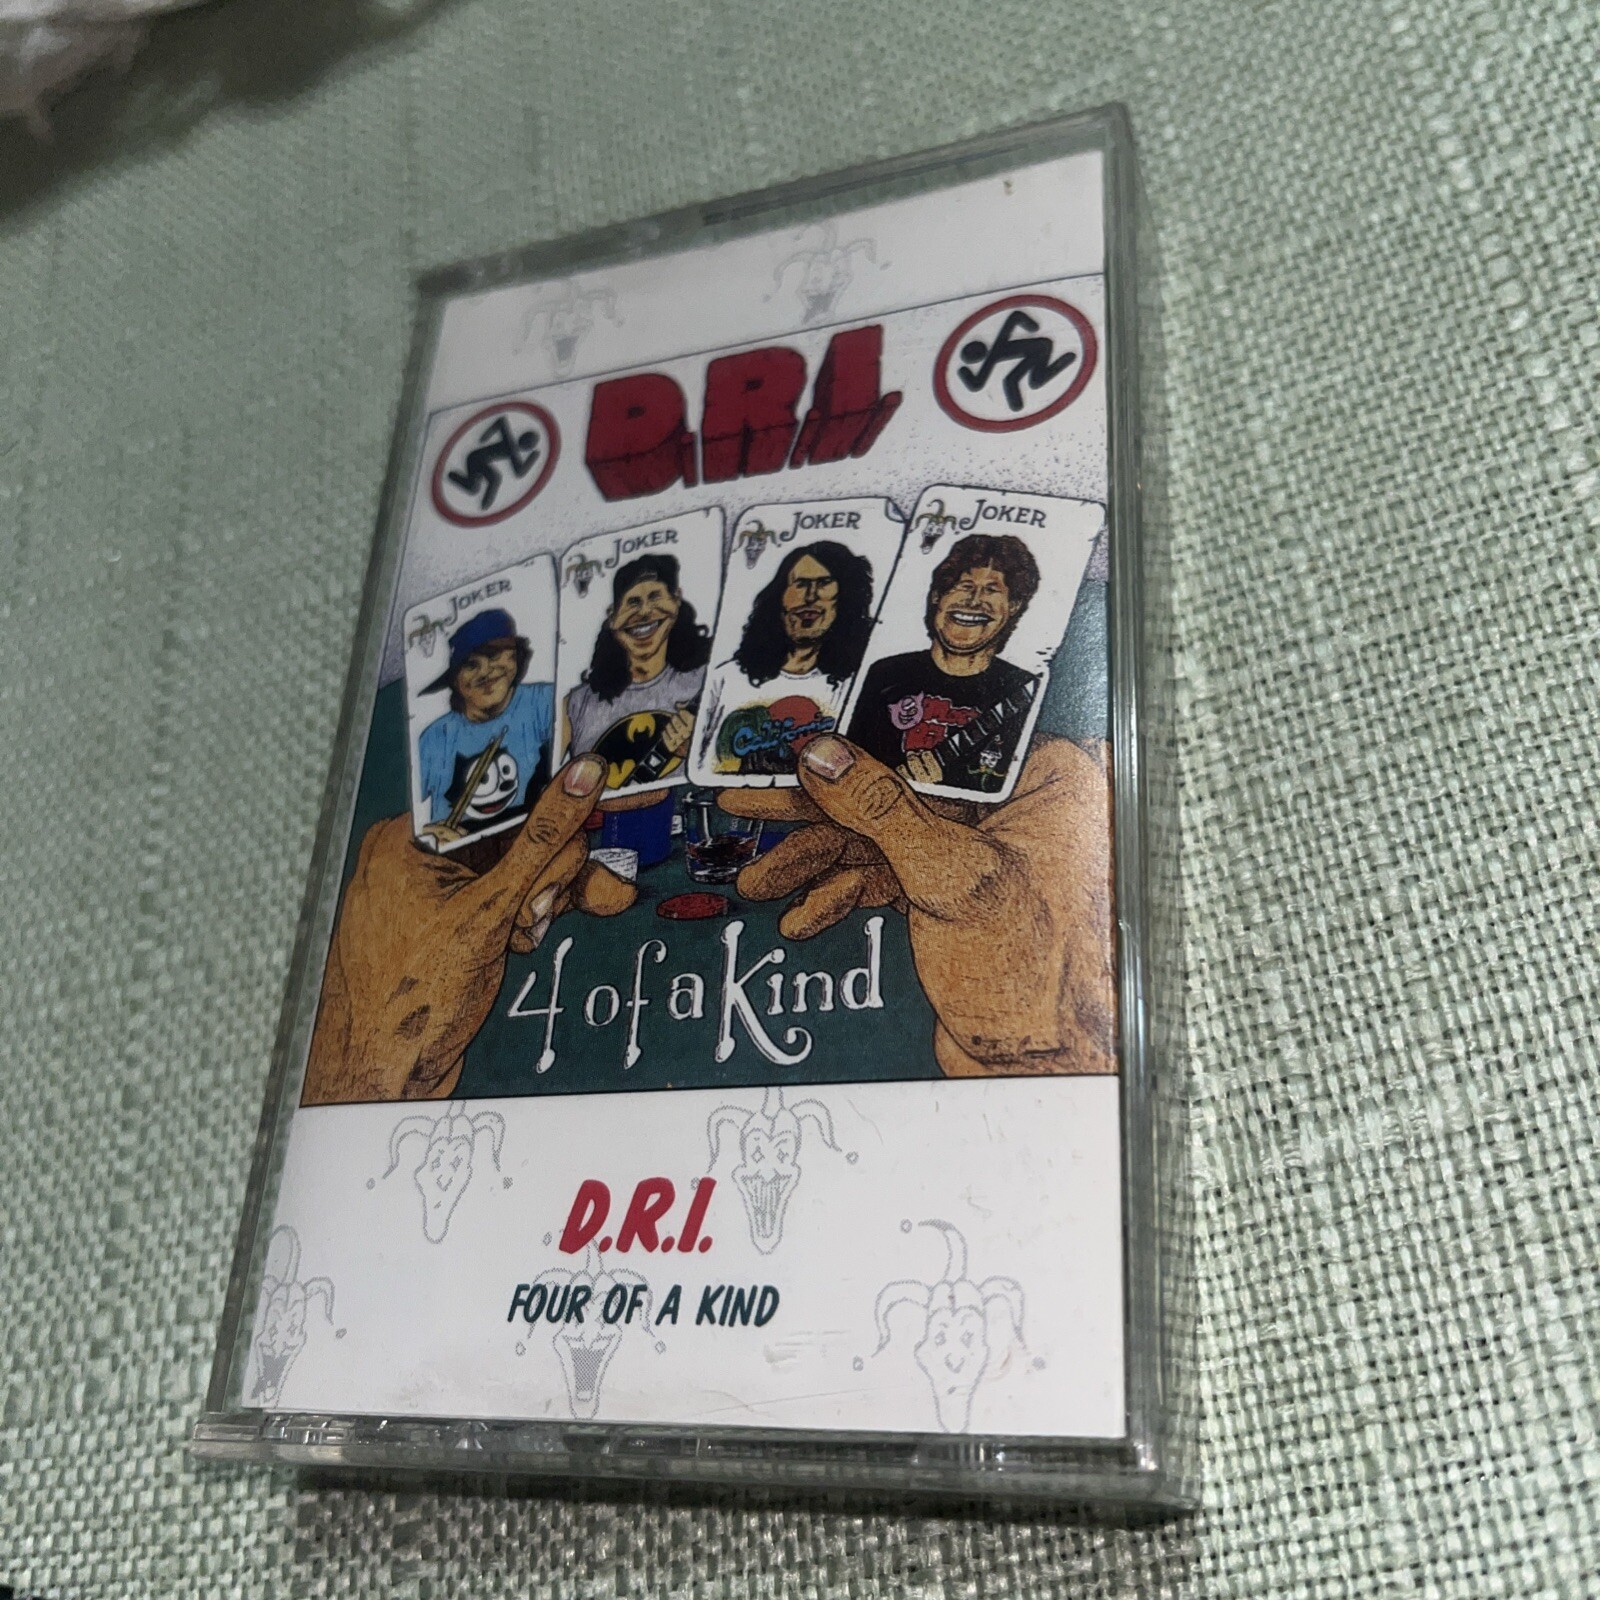 D.R.I.
JOKER
JOKER
JOKER
JOKER
California
4 of a Kind
D.R.I.
FOUR OF A KIND